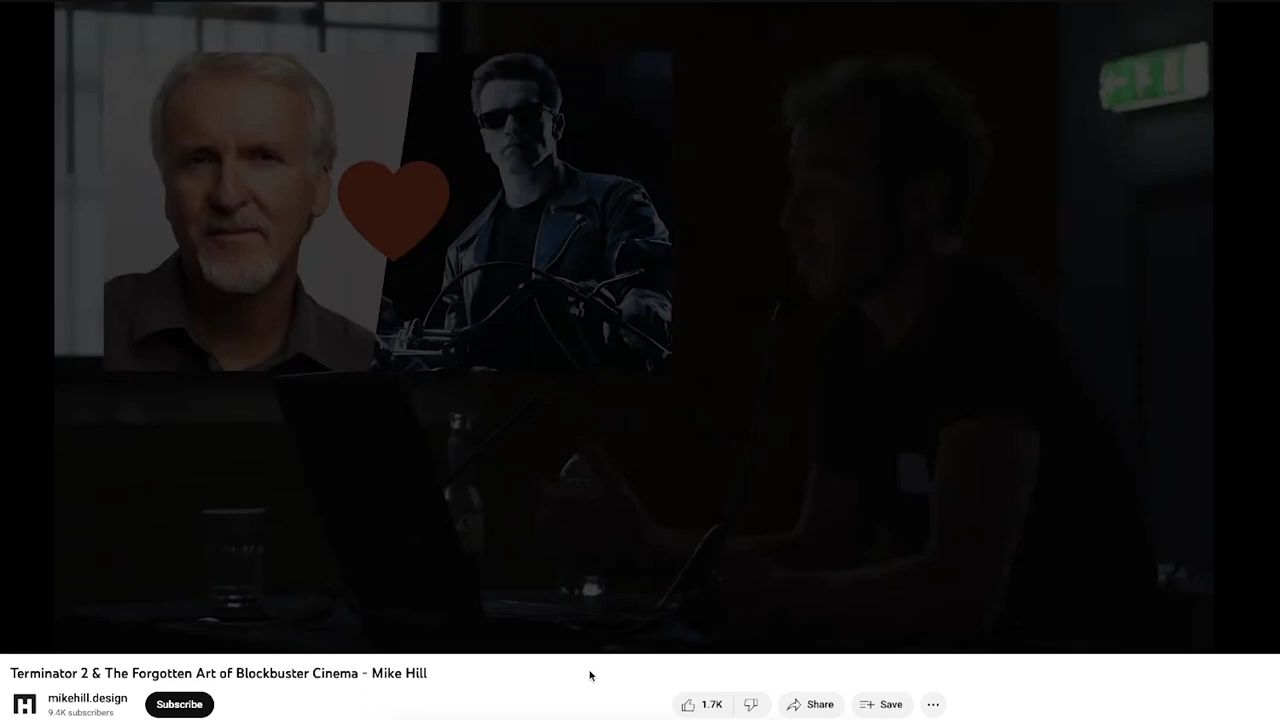 Terminator 2 & The Forgotten Art of Blockbuster Cinema - Mike Hill
mikehill.design
9.4K subscribers
Subscribe
1.7K
Share
Save